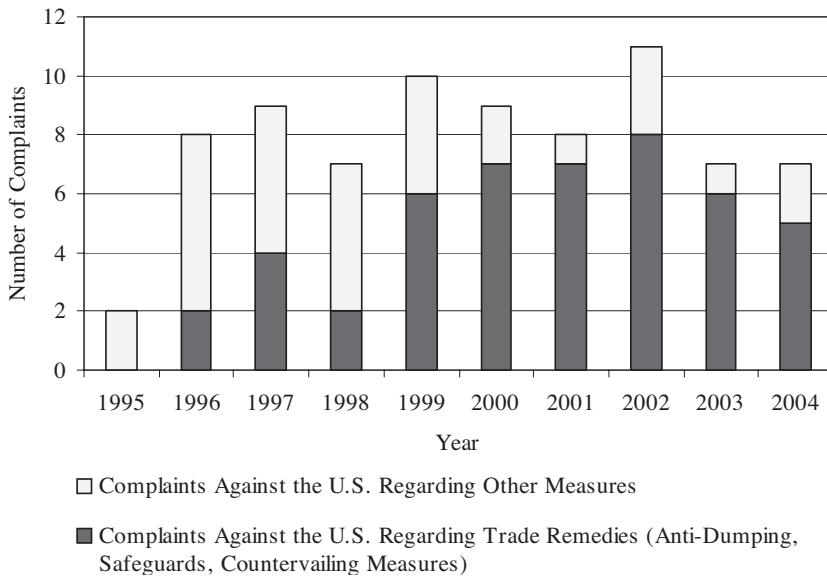 12
10
8
6
4
2
0
Number of Complaints
1995 1996 1997 1998 1999 2000 2001 2002 2003 2004
Year
Complaints Against the U.S. Regarding Other Measures
Complaints Against the U.S. Regarding Trade Remedies (Anti-Dumping,
Safeguards, Countervailing Measures)